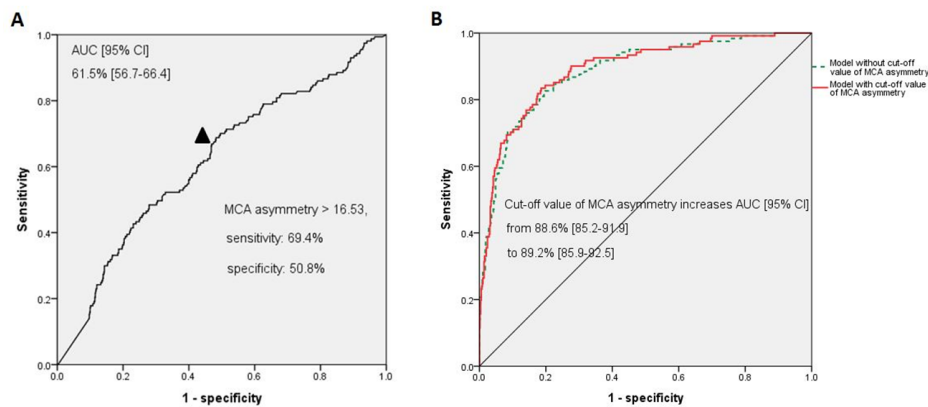 A
AUC [95% CI]
61.5% [56.7-66.4]
MCA asymmetry > 16.53,
sensitivity: 69.4%
specificity: 50.8%
Sensitivity
1.0
0.8
0.6
0.4
0.2
0.0
0.0 0.2 0.4 0.6 0.8 1.0
1 - specificity
B
Cut-off value of MCA asymmetry increases AUC [95% CI]
from 88.6% [85.2-91.9]
to 89.2% [85.9-92.5]
Sensitivity
1.0
0.8
0.6
0.4
0.2
0.0
0.0 0.2 0.4 0.6 0.8 1.0
1 - specificity
Model without cut-off
value of MCA asymmetry
Model with cut-off value
of MCA asymmetry